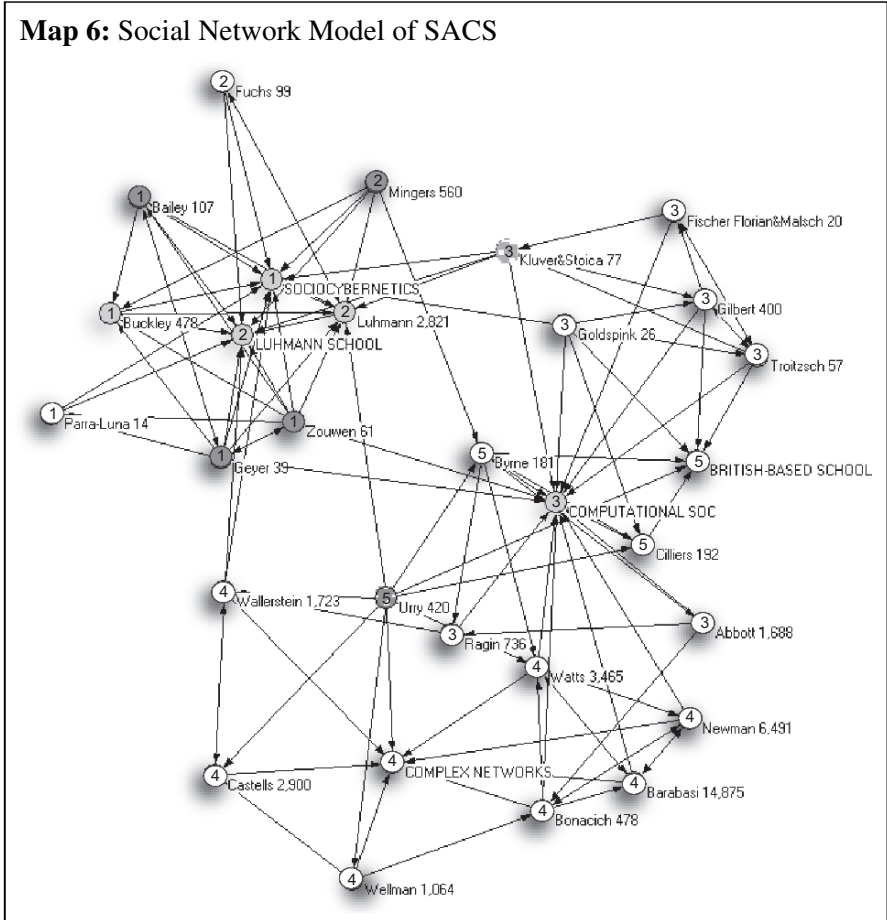 Map 6: Social Network Model of SACS
2
Fuchs 99
1
Bailey 107
2
Mingers 560
3
Fischer Florian&Malsch 20
3
Kluver&Stoica 77
1
SOCIOCYBERNETICS
1
Buckley 478
2
Luhmann 2,821
2
LUHMANN SCHOOL
3
Gilbert 400
3
Goldspink 26
3
Troitzsch 57
1
Parra-Luna 14
1
Zouwen 61
1
Geyer 39
5
Byrne 181
5
BRITISH-BASED SCHOOL
3
COMPUTATIONAL SOC
5
Cilliers 192
4
Wallerstein 1,723
5
Urry 420
3
Ragin 736
3
Abbott 1,688
4
Watts 3,465
4
Newman 6,491
4
COMPLEX NETWORKS
4
Castells 2,900
4
Barabasi 14,875
4
Bonacich 478
4
Wellman 1,064